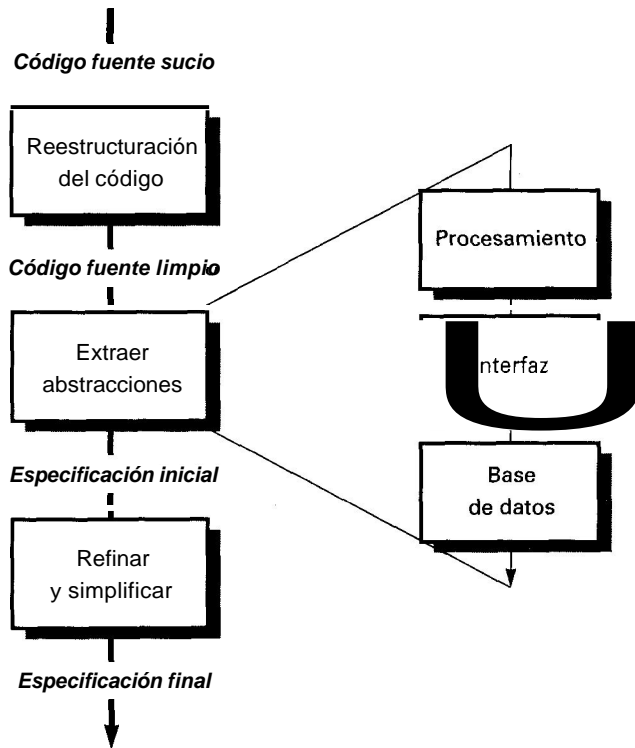 Código fuente sucio
Reestructuración
del código
Código fuente limpio
Extraer
abstracciones
Especificación inicial
Refinar
y simplificar
Especificación final
Procesamiento
nterfaz
Base
de datos